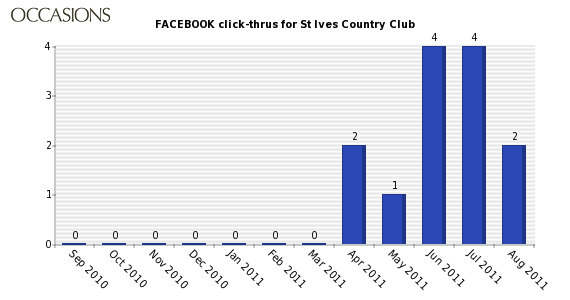 OCCASIONS
FACEBOOK click-thrus for St Ives Country Club
4
3
2
1
0
0 0 0 0 0 0 0 2 1 4 4 2
Sep 2010 Oct 2010 Nov 2010 Dec 2010 Jan 2011 Feb 2011 Mar 2011 Apr 2011 May 2011 Jun 2011 Jul 2011 Aug 2011